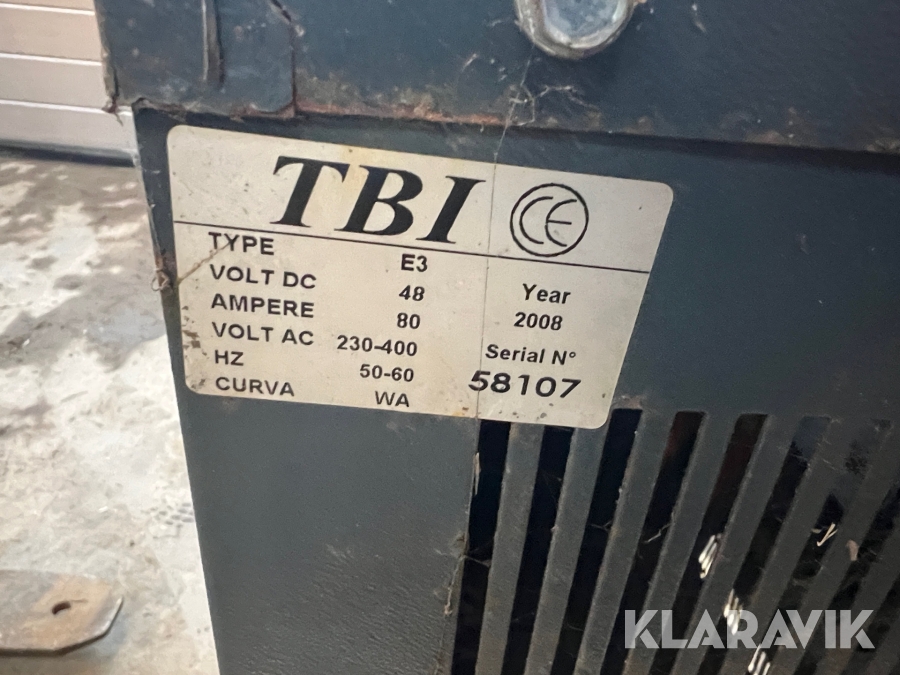 TBI CE
TYPE E3
VOLT DC 48 Year
AMPERE 80 2008
VOLT AC 230-400 Serial N°
HZ 50-60 58107
CURVA WA
KLARAVIK